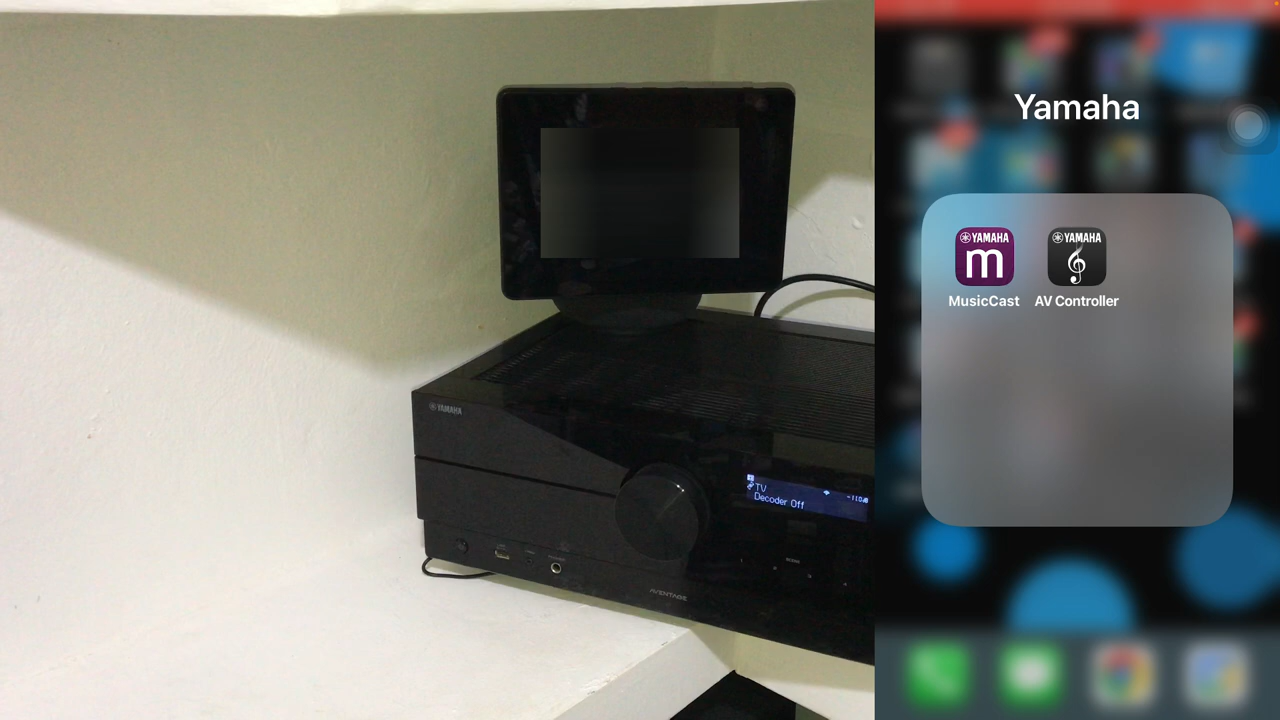 YAMAHA
TV
Decoder Off
AVENTAGE
Yamaha
YAMAHA
m
MusicCast
YAMAHA
AV Controller